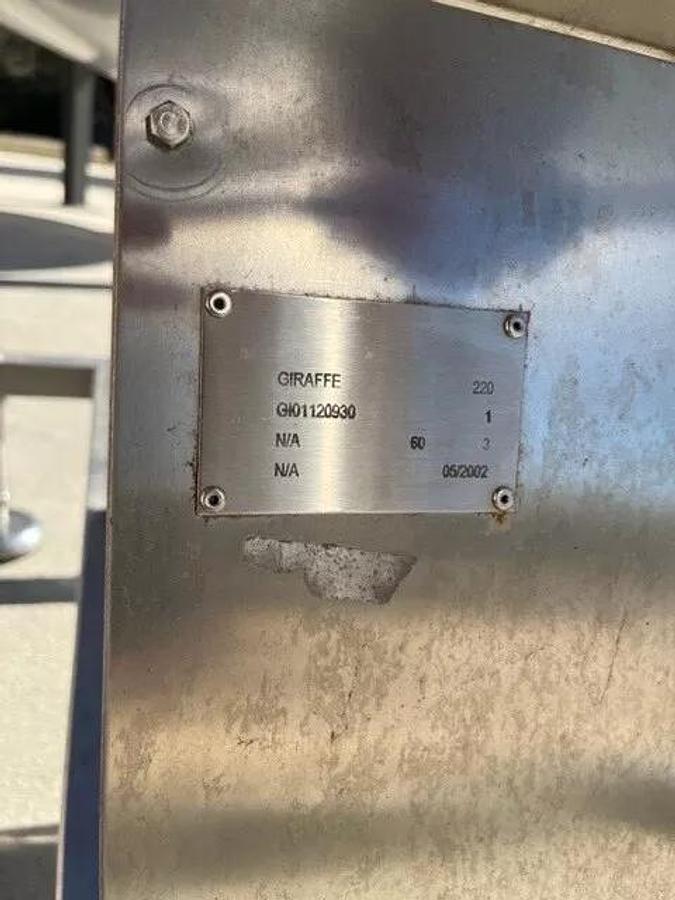 GIRAFFE 220
GI01120930 1
N/A 60 3
N/A 05/2002